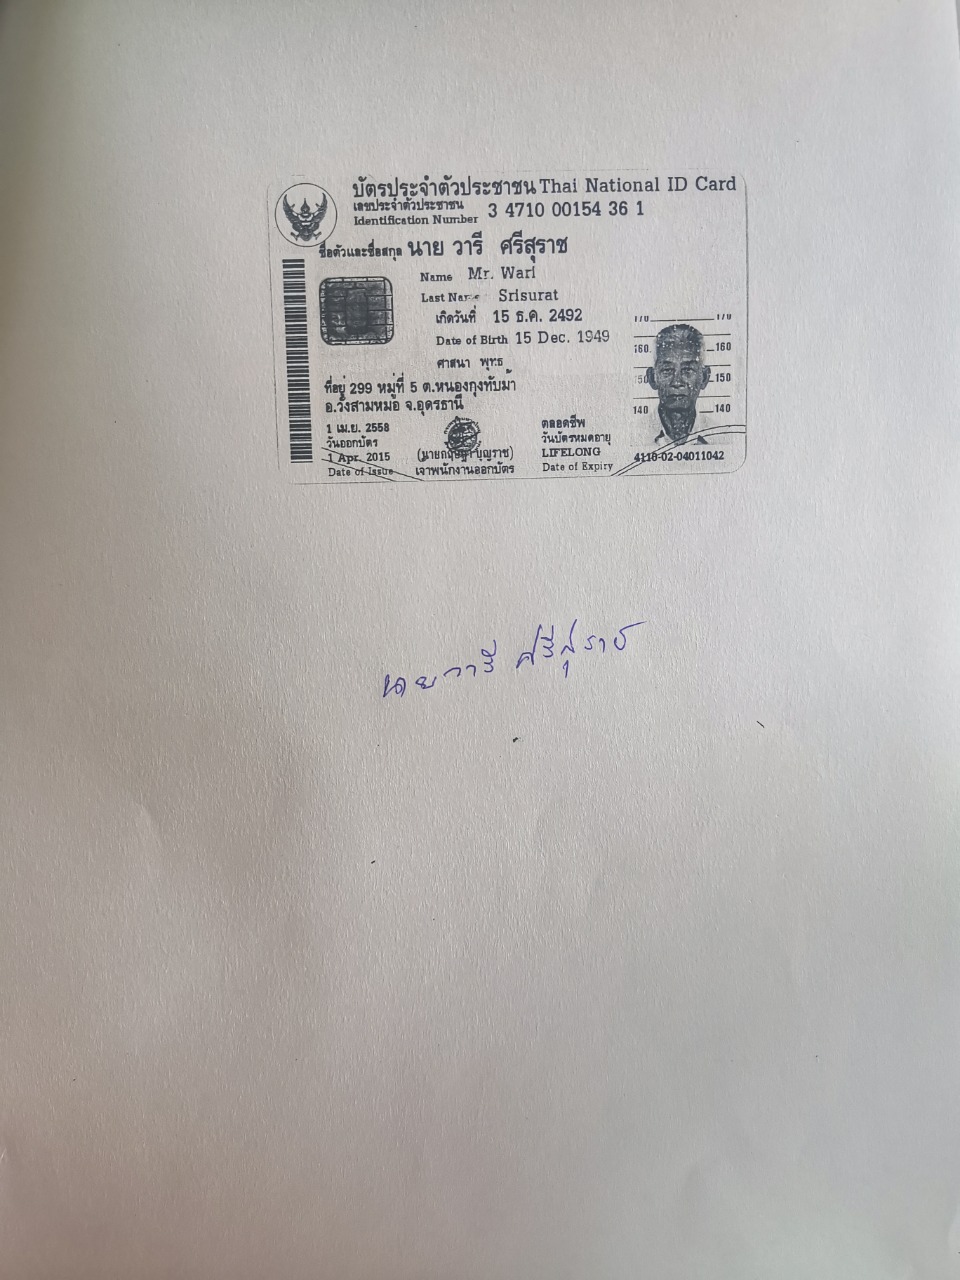 บัตรประจำตัวประชาชน Thai National ID Card
เลขประจำตัวประชาชน
Identification Number 3 4710 00154 36 1
ชื่อตัวและชื่อสกุล นาย วารี ศรีสุราช
Name Mr. Wari
Last Name Srisurat
เกิดวันที่ 15 ธ.ค. 2492
Date of Birth 15 Dec. 1949
ศาสนา พุทธ
ที่อยู่ 299 หมู่ที่ 5 ต.หนองกุงทับม้า
อ.วังสามหมอ จ.อุดรธานี
1 เม.ย. 2558
วันออกบัตร
1 Apr. 2015
Date of Issue
เจ้าพนักงานออกบัตร
ตลอดชีพ
วันบัตรหมดอายุ
LIFELONG
Date of Expiry
170 170
160 160
150 150
140 140
4110-02-04011042
นายวารี ศรีสุราช